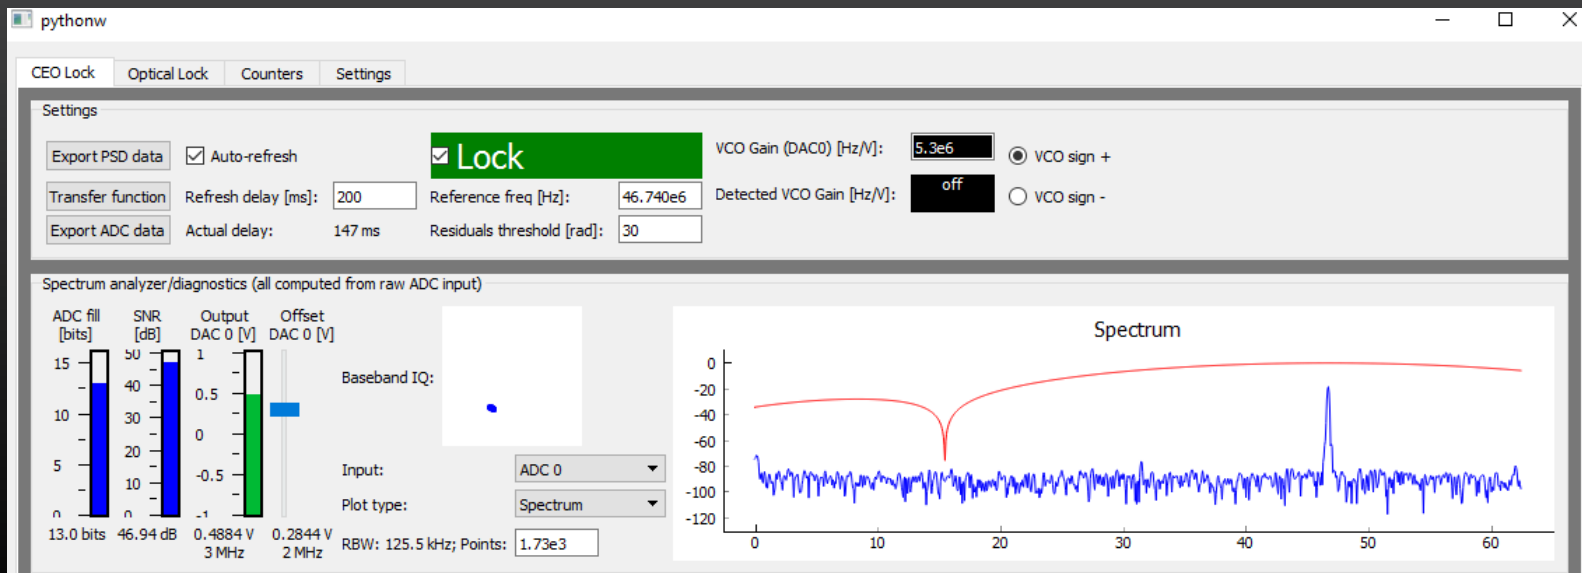 pythonw
CEO Lock Optical Lock Counters Settings
Settings
Export PSD data Auto-refresh Lock VCO Gain (DAC0) [Hz/V]: 5.3e6 VCO sign +
Transfer function Refresh delay [ms]: 200 Reference freq [Hz]: 46.740e6 Detected VCO Gain [Hz/V]: off VCO sign -
Export ADC data Actual delay: 147 ms Residuals threshold [rad]: 30
Spectrum analyzer/diagnostics (all computed from raw ADC input)
ADC fill SNR Output Offset
[bits] [dB] DAC 0 [V] DAC 0 [V]
15
10
5
0
50
40
30
20
10
0
1
0.5
0
-0.5
-1
13.0 bits 46.94 dB 0.4884 V 0.2844 V
3 MHz 2 MHz
Baseband IQ:
Input: ADC 0
Plot type: Spectrum
RBW: 125.5 kHz; Points: 1.73e3
Spectrum
0
-20
-40
-60
-80
-100
-120
0 10 20 30 40 50 60